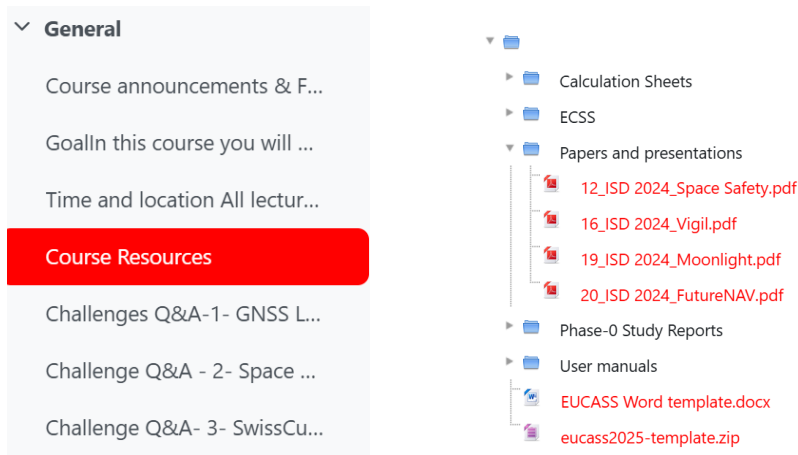 General
Course announcements & F...
GoalIn this course you will ...
Time and location All lectur...
Course Resources
Challenges Q&A-1- GNSS L...
Challenge Q&A - 2- Space ...
Challenge Q&A- 3- SwissCu...
Calculation Sheets
ECSS
Papers and presentations
12_ISD 2024_Space Safety.pdf
16_ISD 2024_Vigil.pdf
19_ISD 2024_Moonlight.pdf
20_ISD 2024_FutureNAV.pdf
Phase-0 Study Reports
User manuals
EUCASS Word template.docx
eucass2025-template.zip